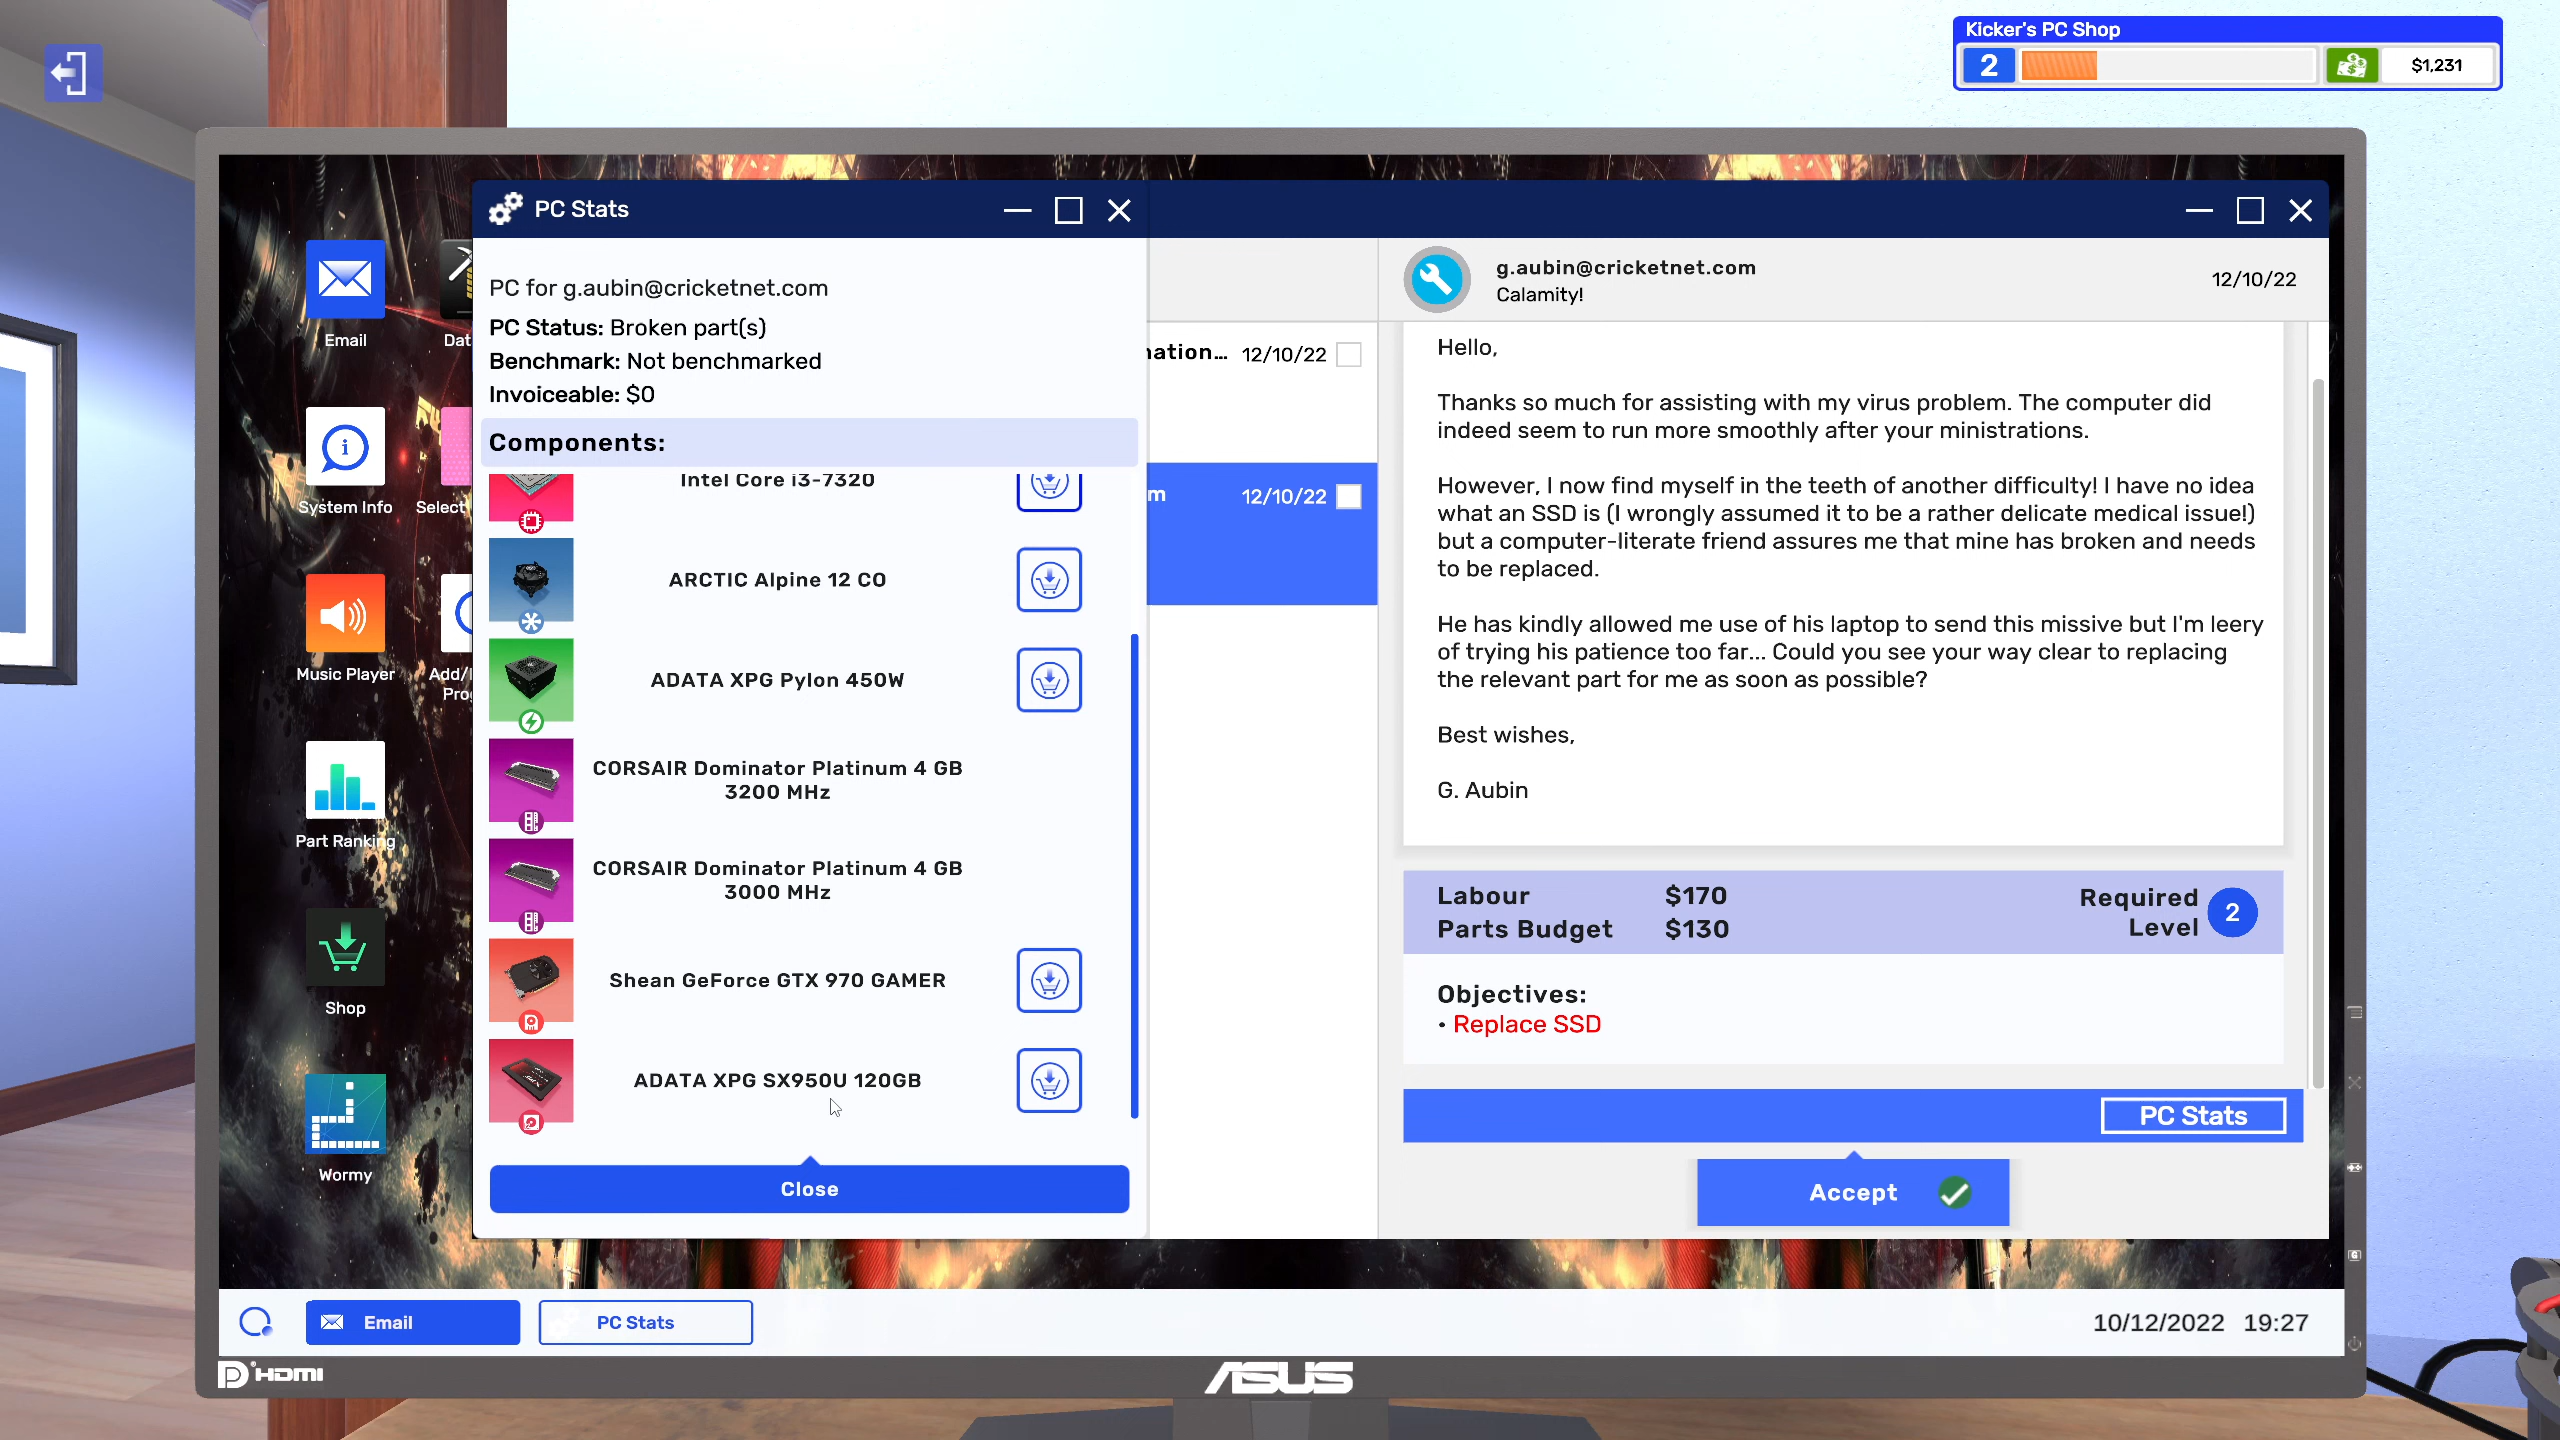 Kicker's PC Shop
2
$1,231
PC Stats
Email
System Info
Music Player
Part Ranking
Shop
Wormy
Dat
Select
Add/
Pro
PC for g.aubin@cricketnet.com
PC Status: Broken part(s)
Benchmark: Not benchmarked
Invoiceable: $0
Components:
Intel Core i3-7320
ARCTIC Alpine 12 CO
ADATA XPG Pylon 450W
CORSAIR Dominator Platinum 4 GB
3200 MHz
CORSAIR Dominator Platinum 4 GB
3000 MHz
Shean GeForce GTX 970 GAMER
ADATA XPG SX950U 120GB
Close
ation... 12/10/22
m 12/10/22
g.aubin@cricketnet.com
Calamity!
12/10/22
Hello,
Thanks so much for assisting with my virus problem. The computer did
indeed seem to run more smoothly after your ministrations.
However, I now find myself in the teeth of another difficulty! I have no idea
what an SSD is (I wrongly assumed it to be a rather delicate medical issue!)
but a computer-literate friend assures me that mine has broken and needs
to be replaced.
He has kindly allowed me use of his laptop to send this missive but I'm leery
of trying his patience too far... Could you see your way clear to replacing
the relevant part for me as soon as possible?
Best wishes,
G. Aubin
Labour $170
Parts Budget $130
Required
Level
2
Objectives:
• Replace SSD
PC Stats
Accept
Email
PC Stats
10/12/2022 19:27
HDMI
ASUS